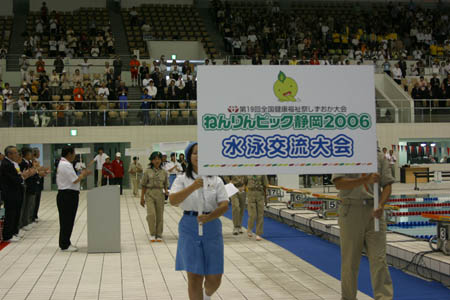 第19回全国健康福祉祭しずおか大会
ねんりんピック静岡2006
水泳交流大会